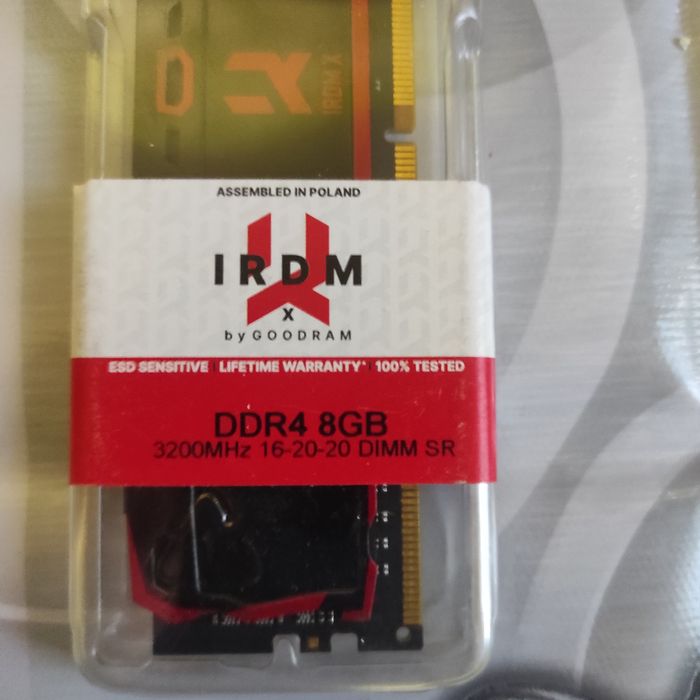 IRDM X
ASSEMBLED IN POLAND
IRDM
X
by GOODRAM
ESD SENSITIVE | LIFETIME WARRANTY* | 100% TESTED
DDR4 8GB
3200MHz 16-20-20 DIMM SR